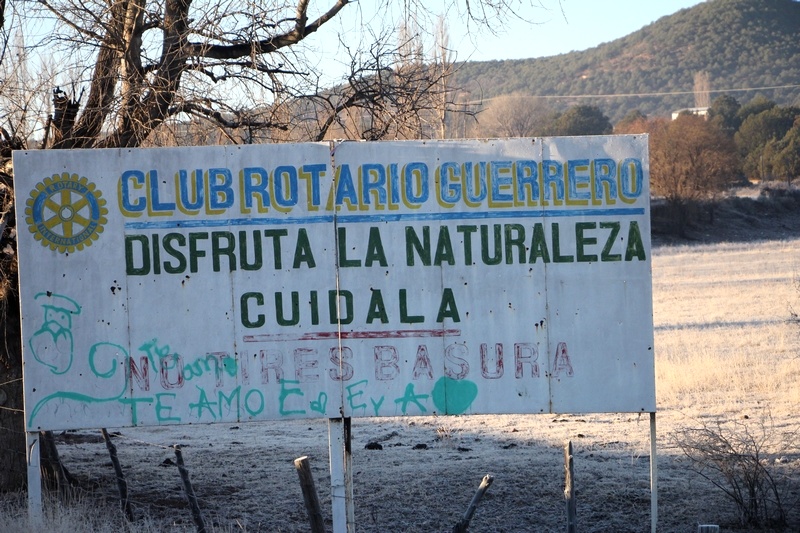 CLUB ROTARIO GUERRERO
DISFRUTA LA NATURALEZA
CUIDALA
NO TIRES BASURA
TE AMO